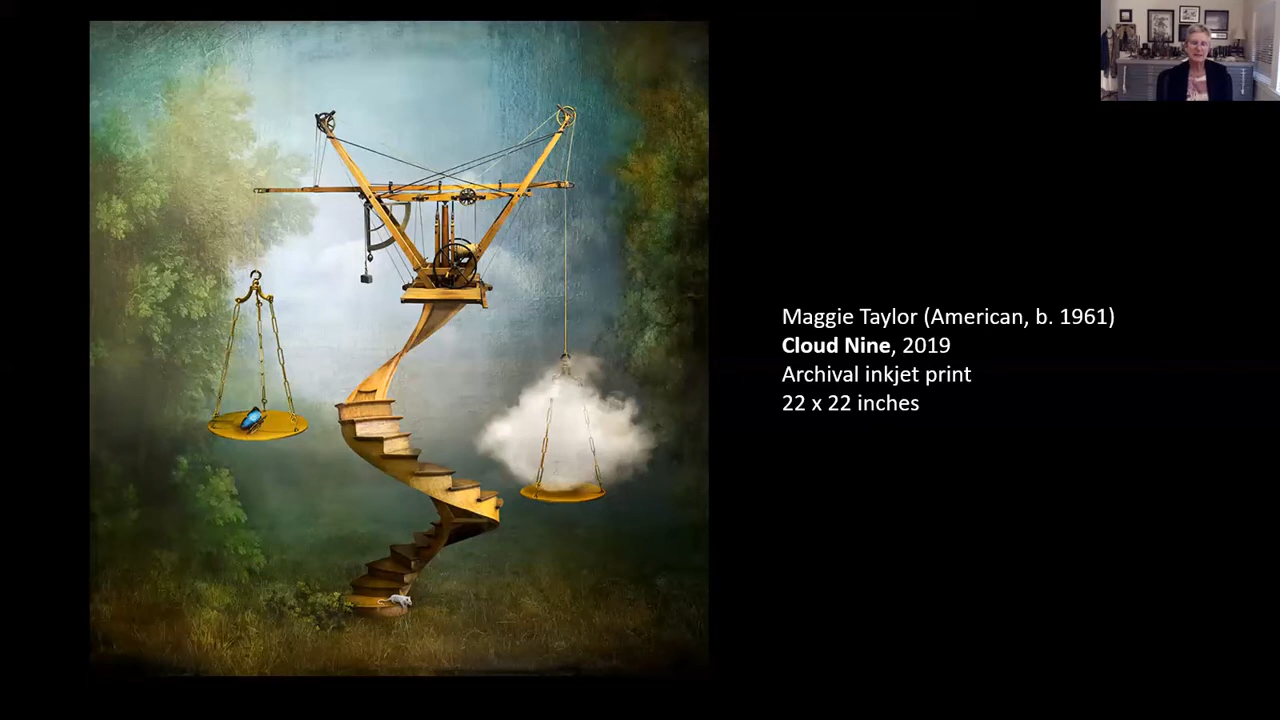 Maggie Taylor (American, b. 1961)
Cloud Nine, 2019
Archival inkjet print
22 x 22 inches